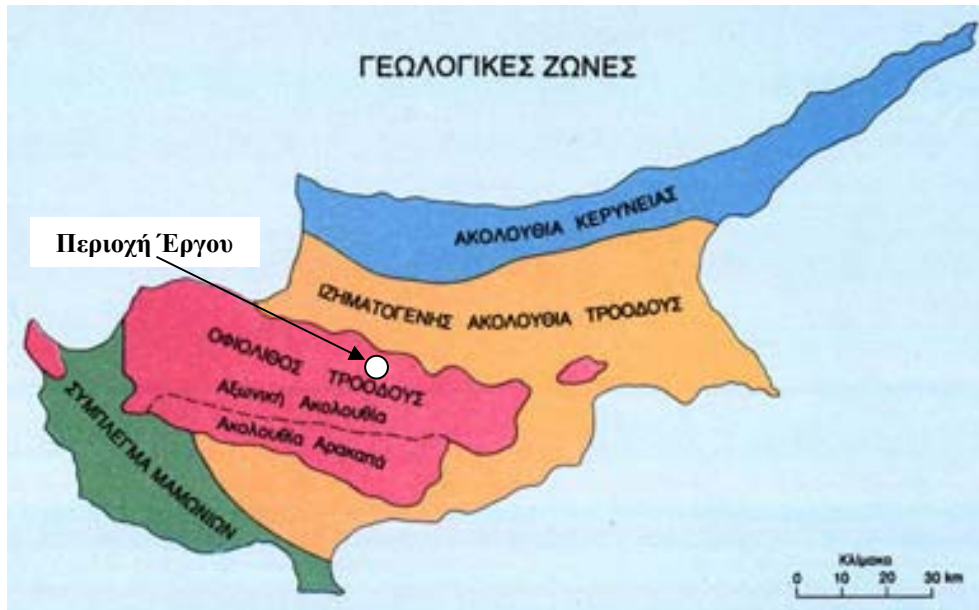 ΓΕΩΛΟΓΙΚΕΣ ΖΩΝΕΣ
ΑΚΟΛΟΥΘΙΑ ΚΕΡΥΝΕΙΑΣ
Περιοχή Έργου
ΙΖΗΜΑΤΟΓΕΝΗΣ ΑΚΟΛΟΥΘΙΑ ΤΡΟΟΔΟΥΣ
ΟΦΙΟΛΙΘΟΣ ΤΡΟΟΔΟΥΣ
Αξωνική Ακολουθία
Ακολουθία Αρακαπά
ΣΥΜΠΛΕΓΜΑ ΜΑΜΩΝΙΩΝ
Κλίμακα
0 10 20 30 km